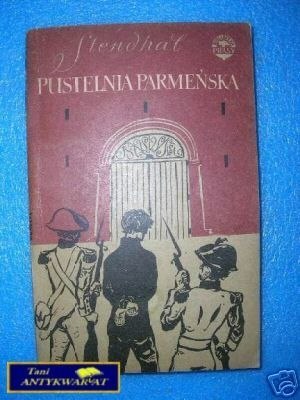 Stendhal
PUSTELNIA PARMEŃSKA
Tani
ANTYKWARIAT